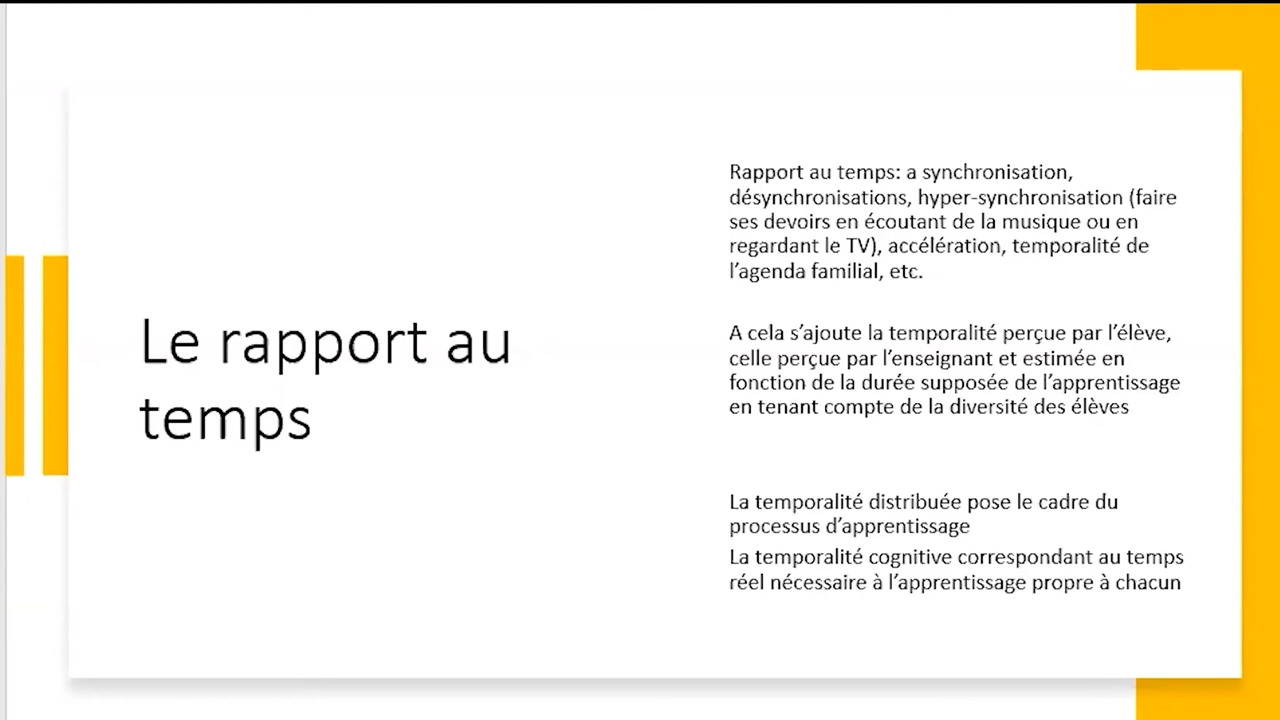 Le rapport au
temps
Rapport au temps: a synchronisation,
désynchronisations, hyper-synchronisation (faire
ses devoirs en écoutant de la musique ou en
regardant le TV), accélération, temporalité de
l’agenda familial, etc.
A cela s’ajoute la temporalité perçue par l’élève,
celle perçue par l’enseignant et estimée en
fonction de la durée supposée de l’apprentissage
en tenant compte de la diversité des élèves
La temporalité distribuée pose le cadre du
processus d’apprentissage
La temporalité cognitive correspondant au temps
réel nécessaire à l’apprentissage propre à chacun